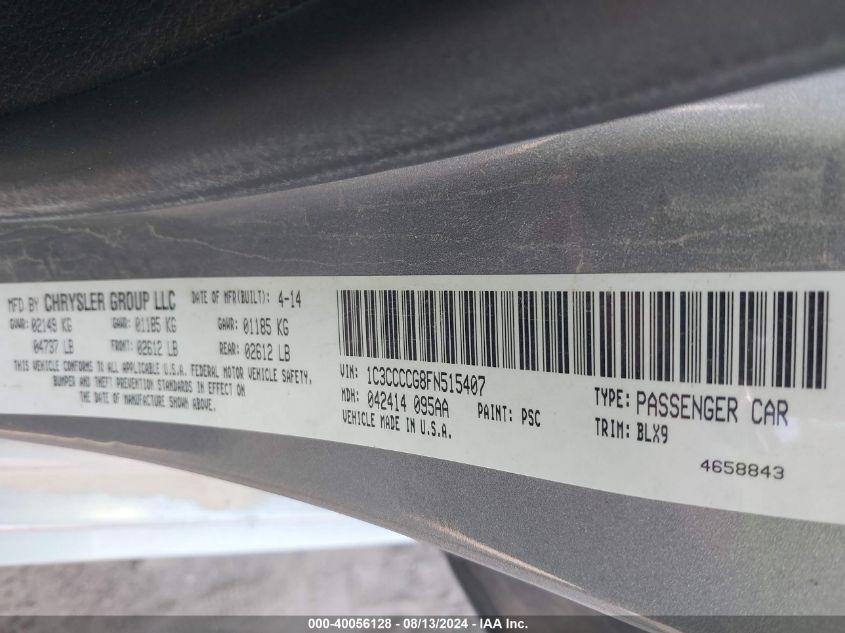 MFD BY CHRYSLER GROUP LLC DATE OF MFR(BUILT): 4-14
GVWR: 02149 KG GAWR: 01185 KG GAWR: 01185 KG
04737 LB FRONT: 02612 LB REAR: 02612 LB
THIS VEHICLE CONFORMS TO ALL APPLICABLE U.S.A. FEDERAL MOTOR VEHICLE SAFETY,
BUMPER AND THEFT PREVENTION STANDARDS IN EFFECT ON
THE DATE OF MANUFACTURE SHOWN ABOVE.
VIN: 1C3CCCCG8FN515407
MDH: 042414 095AA PAINT: PSC
VEHICLE MADE IN U.S.A.
TYPE: PASSENGER CAR
TRIM: BLX9
4658843
000-40056128 - 08/13/2024 - IAA Inc.